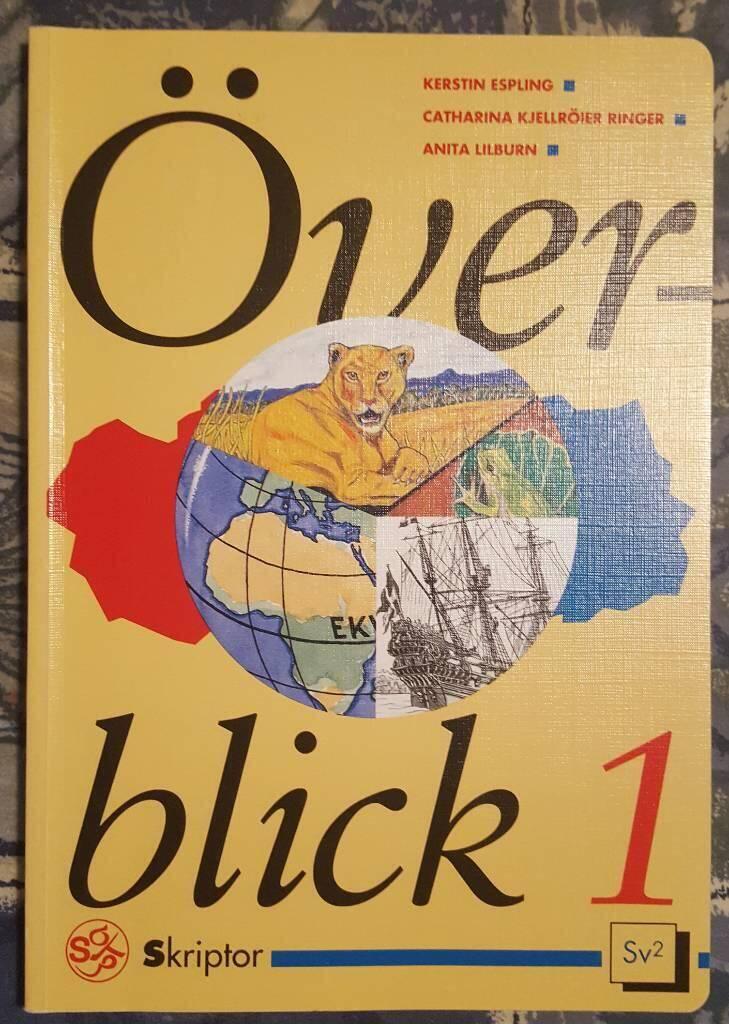 KERSTIN ESPLING
CATHARINA KJELLRÖIER RINGER
ANITA LILBURN
Över-
EKV
blick 1
Skriptor
Sv²